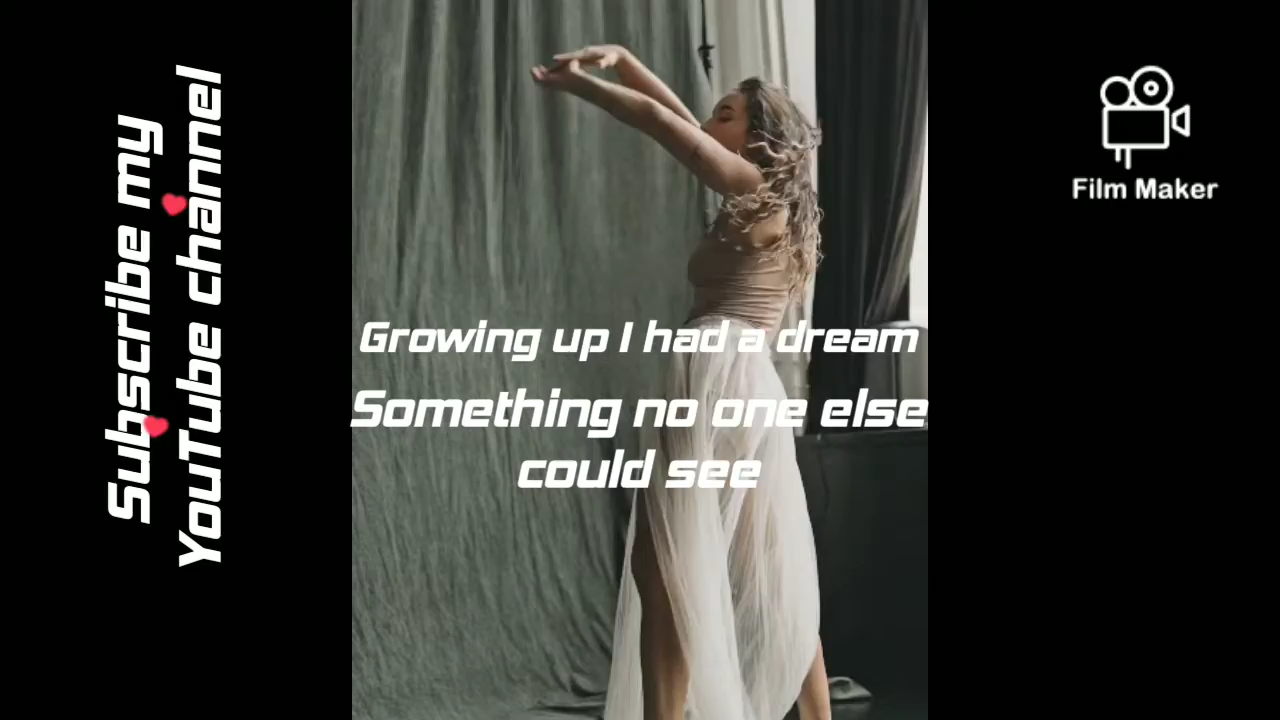 Subscribe my
YouTube channel
Growing up I had a dream
Something no one else
could see
Film Maker